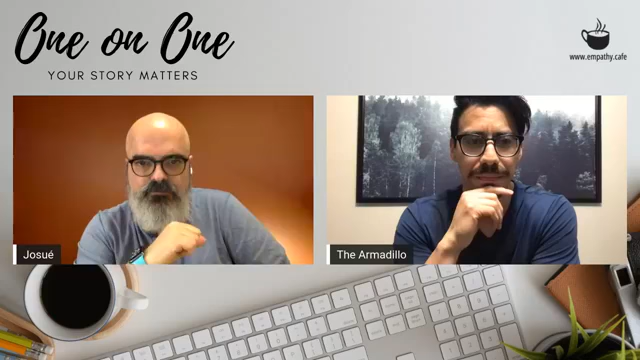 One on One
YOUR STORY MATTERS
www.empathy.cafe
Josué
The Armadillo